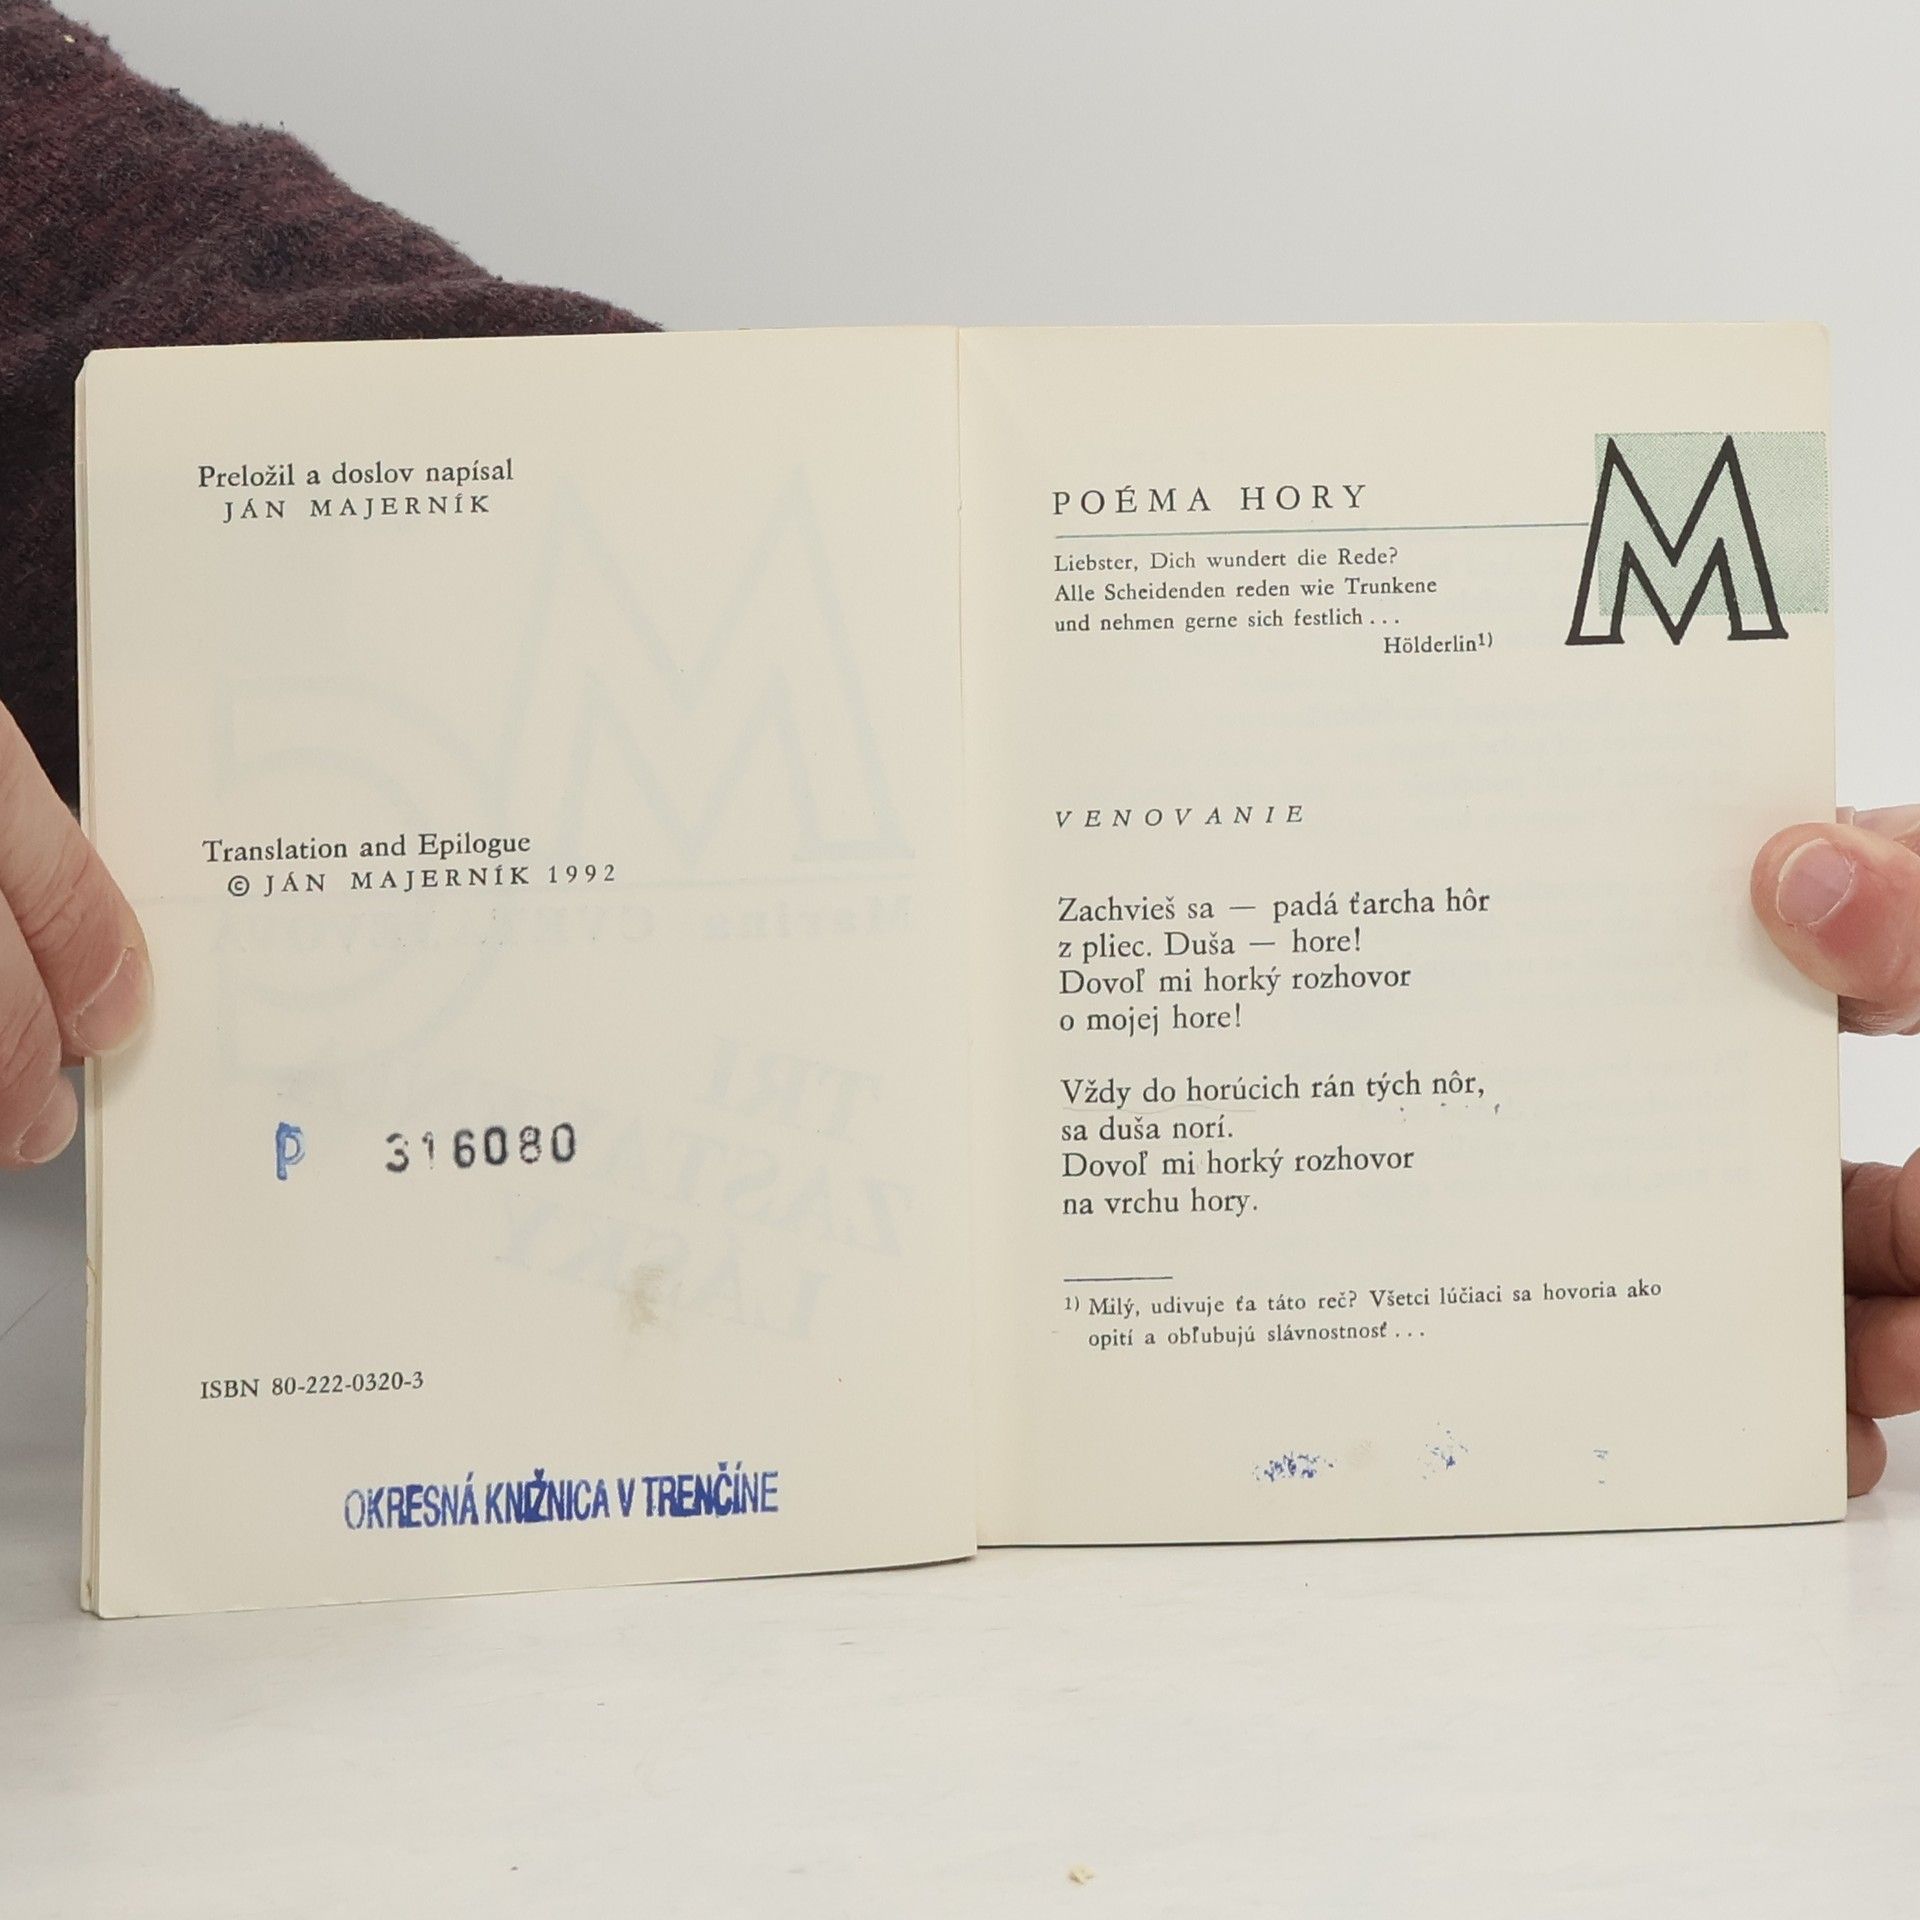 Preložil a doslov napísal
JÁN MAJERNÍK
Translation and Epilogue
© JÁN MAJERNÍK 1992
P 316080
ISBN 80-222-0320-3
OKRESNÁ KNIŽNICA V TRENČÍNE
POÉMA HORY
M
Liebster, Dich wundert die Rede?
Alle Scheidenden reden wie Trunkene
und nehmen gerne sich festlich . . .
Hölderlin¹)
VENOVANIE
Zachvieš sa — padá ťarcha hôr
z pliec. Duša — hore!
Dovoľ mi horký rozhovor
o mojej hore!
Vždy do horúcich rán tých nôr,
sa duša norí.
Dovoľ mi horký rozhovor
na vrchu hory.
¹) Milý, udivuje ťa táto reč? Všetci lúčiaci sa hovoria ako
opití a obľubujú slávnostnosť . . .